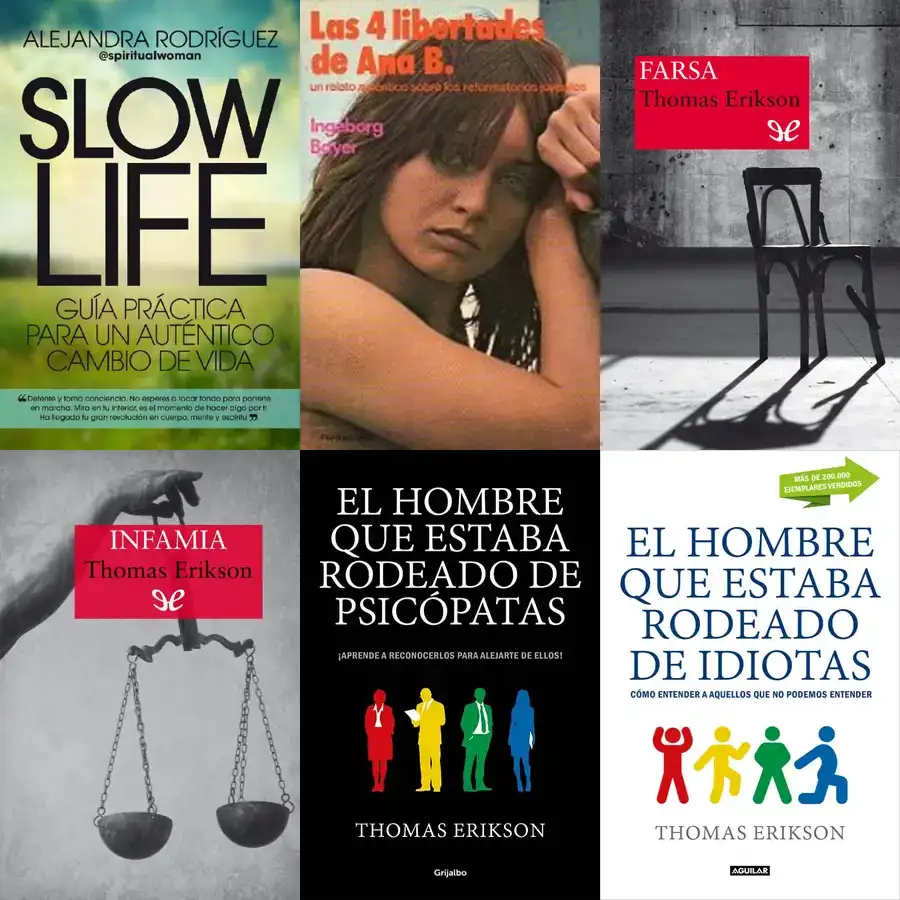 ALEJANDRA RODRÍGUEZ
@spiritualwoman
SLOW
LIFE
GUÍA PRÁCTICA
PARA UN AUTÉNTICO
CAMBIO DE VIDA
“Detente y toma conciencia. No esperes a tocar fondo para ponerte
en marcha. Mira en tu interior, es el momento de hacer algo por ti.
Ha llegado tu gran revolución en cuerpo, mente y espíritu”
Las 4 libertades
de Ana B.
un relato auténtico sobre los reformatorios juveniles
Ingeborg
Bayer
FARSA
Thomas Erikson
INFAMIA
Thomas Erikson
EL HOMBRE
QUE ESTABA
RODEADO DE
PSICÓPATAS
¡APRENDE A RECONOCERLOS PARA ALEJARTE DE ELLOS!
THOMAS ERIKSON
Grijalbo
MÁS DE 200.000
EJEMPLARES VENDIDOS
EL HOMBRE
QUE ESTABA
RODEADO
DE IDIOTAS
CÓMO ENTENDER A AQUELLOS QUE NO PODEMOS ENTENDER
THOMAS ERIKSON
AGUILAR